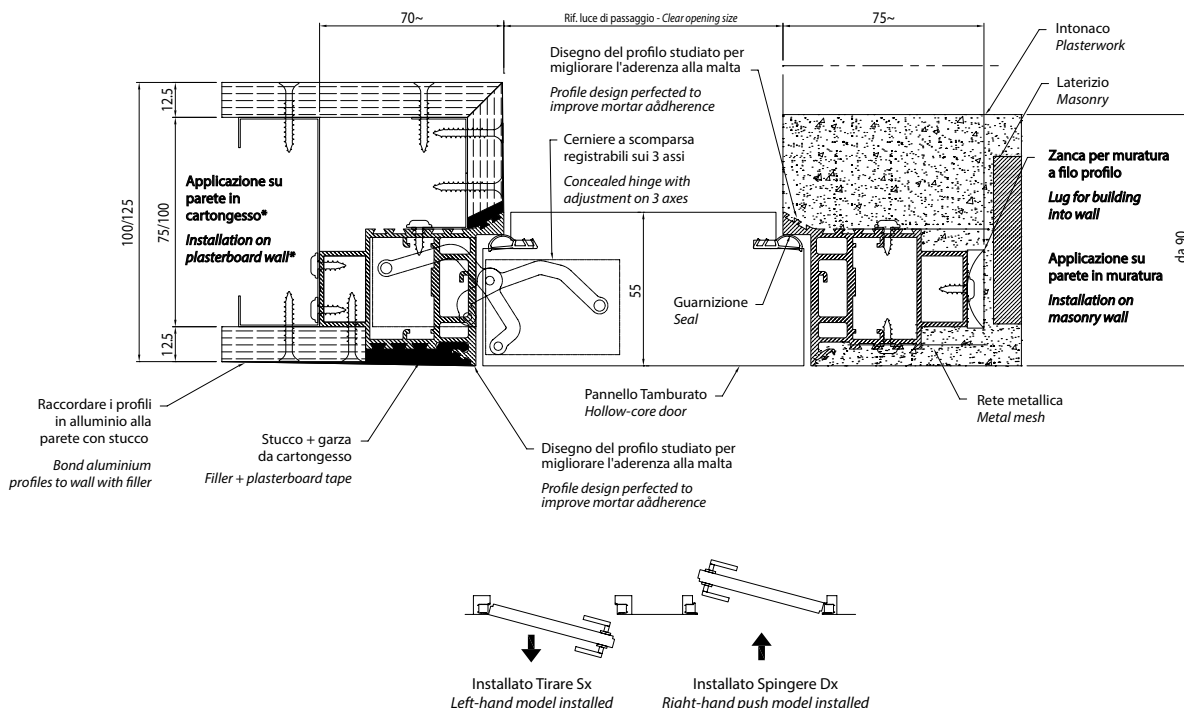 70~
Rif. luce di passaggio - Clear opening size
75~
Intonaco
Plasterwork
Laterizio
Masonry
Disegno del profilo studiato per
migliorare l'aderenza alla malta
Profile design perfected to
improve mortar aådherence
12.5
100/125
75/100
12.5
Applicazione su
parete in
cartongesso*
Installation on
plasterboard wall*
Cerniere a scomparsa
registrabili sui 3 assi
Concealed hinge with
adjustment on 3 axes
Zanca per muratura
a filo profilo
Lug for building
into wall
Applicazione su
parete in muratura
Installation on
masonry wall
da 90
55
Guarnizione
Seal
Pannello Tamburato
Hollow-core door
Rete metallica
Metal mesh
Raccordare i profili
in alluminio alla
parete con stucco
Bond aluminium
profiles to wall with filler
Stucco + garza
da cartongesso
Filler + plasterboard tape
Disegno del profilo studiato per
migliorare l'aderenza alla malta
Profile design perfected to
improve mortar aådherence
Installato Tirare Sx
Left-hand model installed
Installato Spingere Dx
Right-hand push model installed